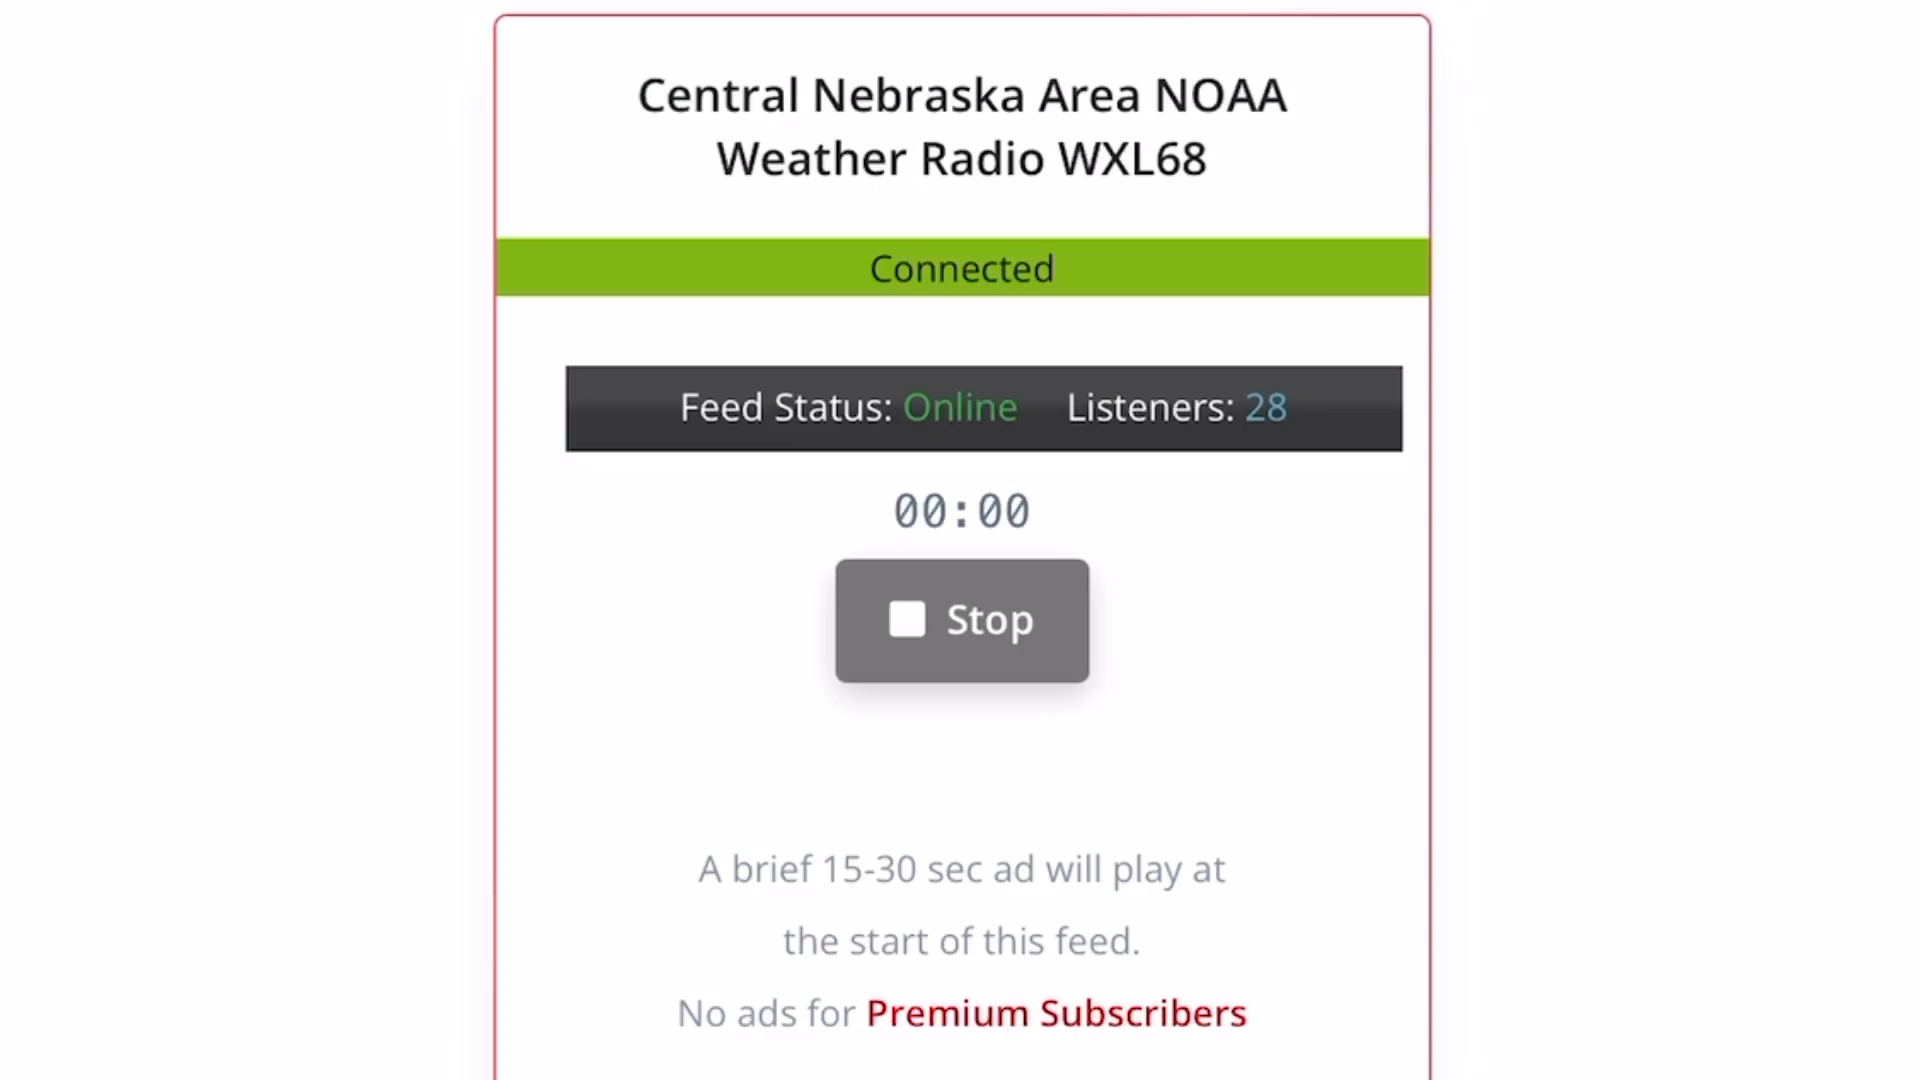 Central Nebraska Area NOAA
Weather Radio WXL68
Connected
Feed Status: Online Listeners: 28
00:00
Stop
A brief 15-30 sec ad will play at
the start of this feed.
No ads for Premium Subscribers